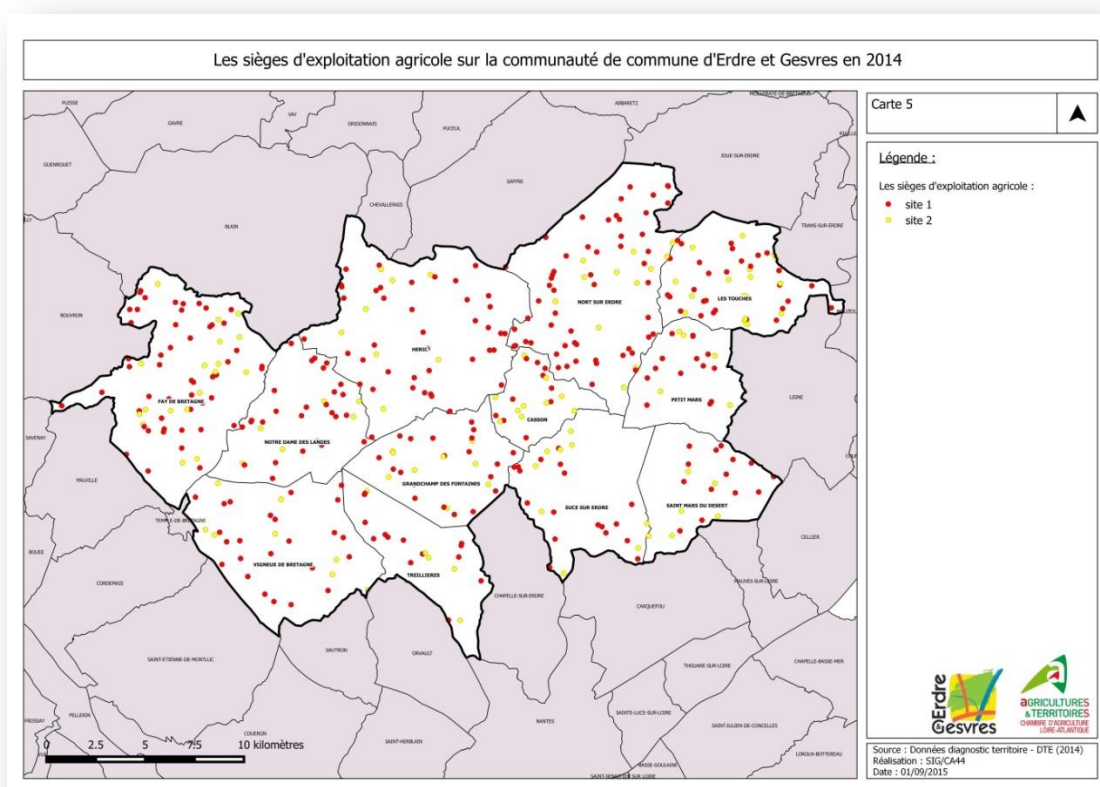 Les sièges d'exploitation agricole sur la communauté de commune d'Erdre et Gesvres en 2014
Carte 5
Légende :
Les sièges d'exploitation agricole :
site 1
site 2
PLESSE
GAVRE
VAY
GRIGONNAIS
PUCEUL
ABBARETZ
GUENROUET
SAFFRE
JOUE-SUR-ERDRE
CHEVALLERAIS
BLAIN
TRANS-SUR-ERDRE
BOUVRON
NORT SUR ERDRE
LES TOUCHES
HERIC
FAY DE BRETAGNE
PETIT MARS
LIGNE
CASSON
SAVENAY
NOTRE DAME DES LANDES
MALVILLE
GRANDCHAMP DES FONTAINES
SUCE SUR ERDRE
SAINT MARS DU DESERT
TEMPLE-DE-BRETAGNE
CELLIER
BOUEE
VIGNEUX DE BRETAGNE
TREILLIERES
CORDEMAIS
CHAPELLE-SUR-ERDRE
MAUVES-SUR-LOIRE
CARQUEFOU
SAINT-ETIENNE-DE-MONTLUC
SAUTRON
ORVAULT
THOUARE-SUR-LOIRE
CHAPELLE-BASSE-MER
FROSSAY
PELLERIN
NANTES
SAINTE-LUCE-SUR-LOIRE
SAINT-JULIEN-DE-CONCELLES
COUERON
SAINT-HERBLAIN
LOROUX-BOTTEREAU
BASSE-GOULAINE
0 2.5 5 7.5 10 kilomètres
Erdre
&
Gesvres
aGRICULTURES
&TERRITOIRES
CHAMBRE D'AGRICULTURE
LOIRE-ATLANTIQUE
Source : Données diagnostic territoire - DTE (2014)
Réalisation : SIG/CA44
Date : 01/09/2015